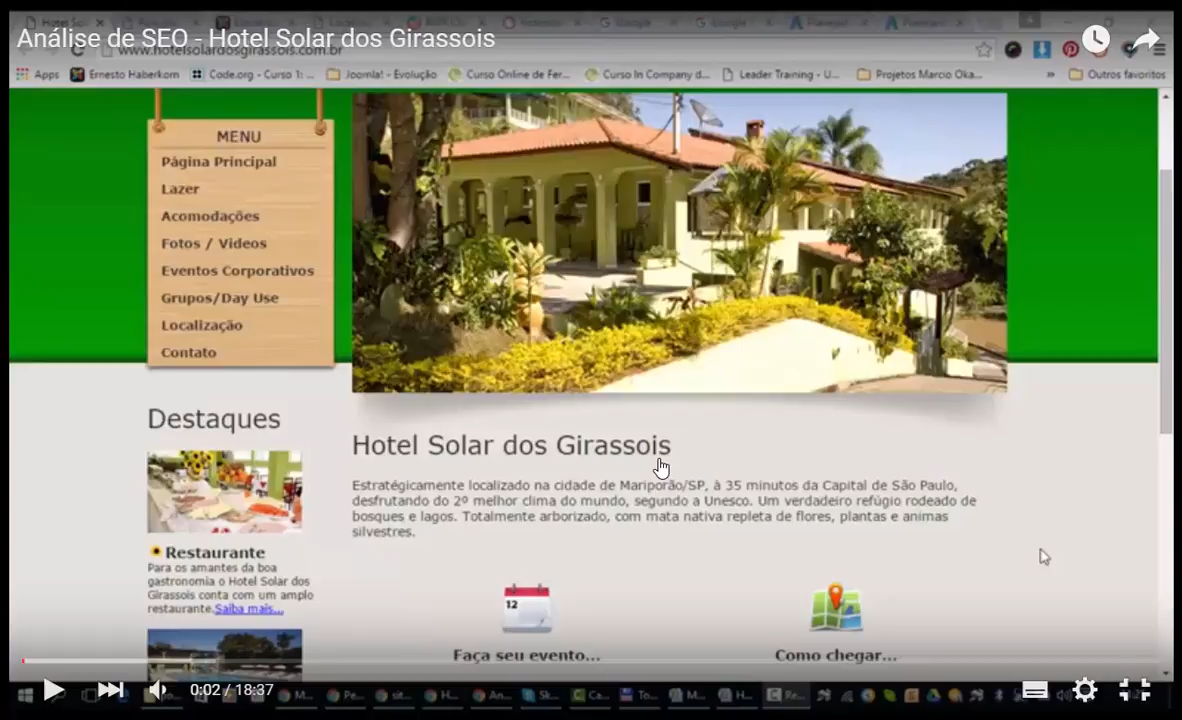 Análise de SEO - Hotel Solar dos Girassois
www.hotelsolardosgirassois.com.br
Apps
Ernesto Haberkorn
Code.org - Curso 1: ...
Joomla! - Evolução
Curso Online de Fer...
Curso In Company d...
Leader Training - U...
Projetos Marcio Oka...
»
Outros favoritos
MENU
Página Principal
Lazer
Acomodações
Fotos / Videos
Eventos Corporativos
Grupos/Day Use
Localização
Contato
Destaques
Restaurante
Para os amantes da boa
gastronomia o Hotel Solar dos
Girassois conta com um amplo
restaurante.Saiba mais...
Hotel Solar dos Girassois
Estratégicamente localizado na cidade de Mariporão/SP, à 35 minutos da Capital de São Paulo,
desfrutando do 2º melhor clima do mundo, segundo a Unesco. Um verdadeiro refúgio rodeado de
bosques e lagos. Totalmente arborizado, com mata nativa repleta de flores, plantas e animas
silvestres.
12
Faça seu evento...
Como chegar...
0:02 / 18:37